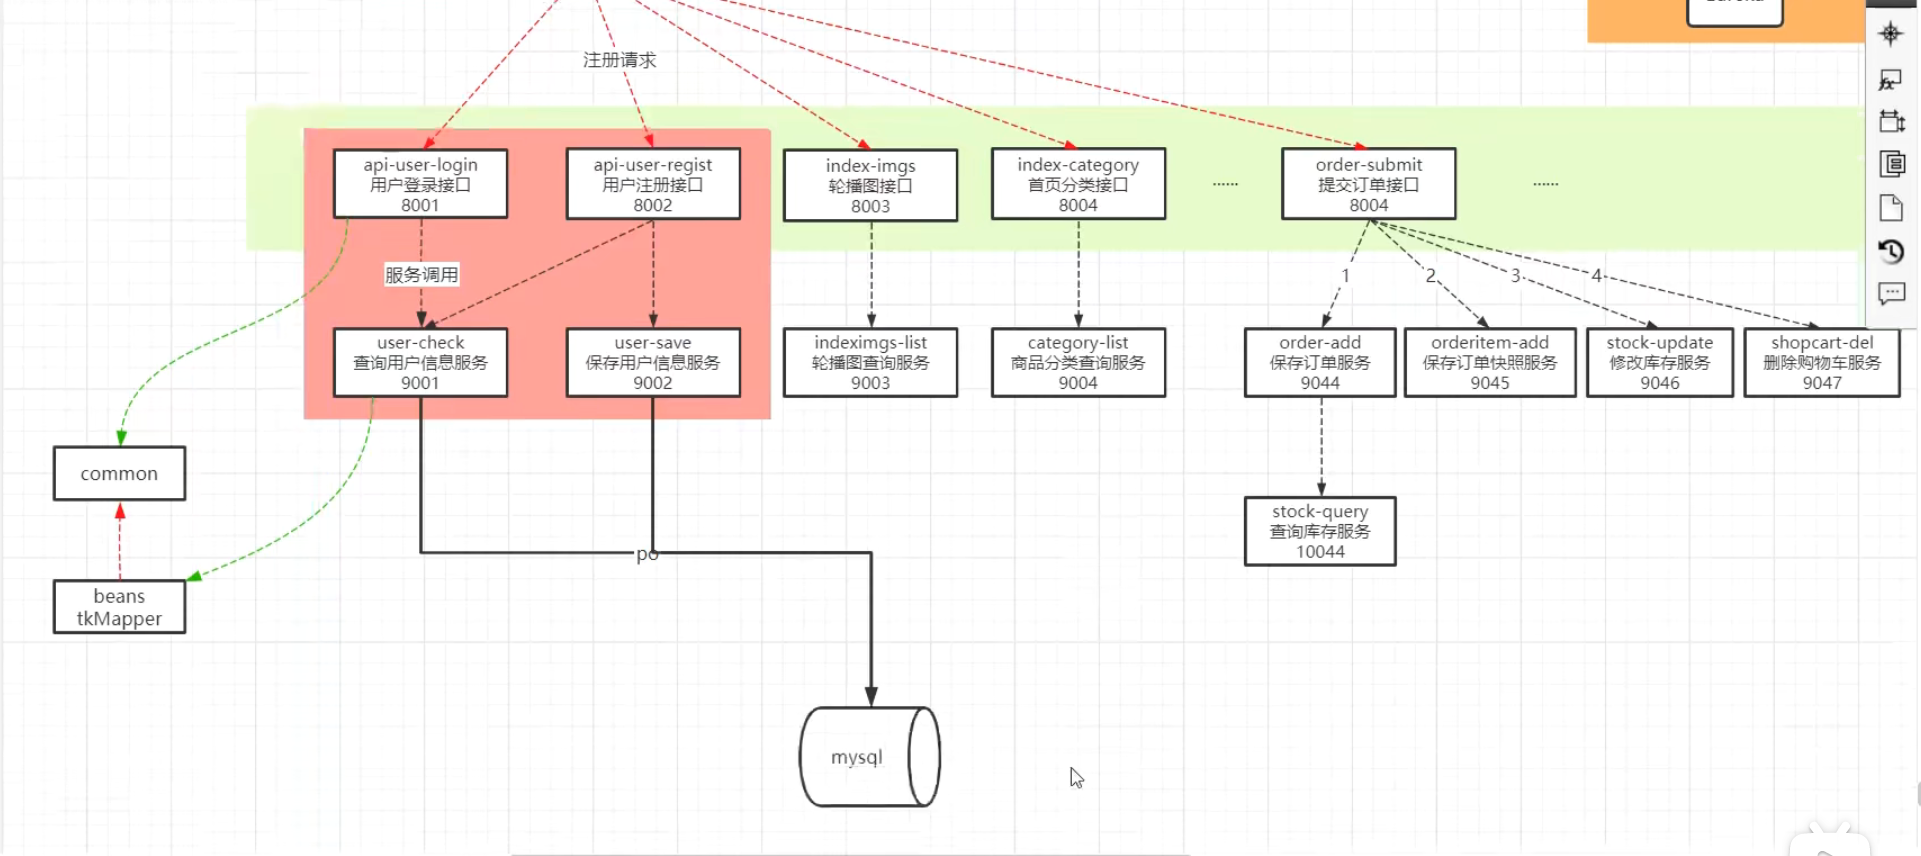 注册请求
api-user-login
用户登录接口
8001
api-user-regist
用户注册接口
8002
index-imgs
轮播图接口
8003
index-category
首页分类接口
8004
......
order-submit
提交订单接口
8004
......
服务调用
1
2
3
4
user-check
查询用户信息服务
9001
user-save
保存用户信息服务
9002
indeximgs-list
轮播图查询服务
9003
category-list
商品分类查询服务
9004
order-add
保存订单服务
9044
orderitem-add
保存订单快照服务
9045
stock-update
修改库存服务
9046
shopcart-del
删除购物车服务
9047
common
stock-query
查询库存服务
10044
po
beans
tkMapper
mysql